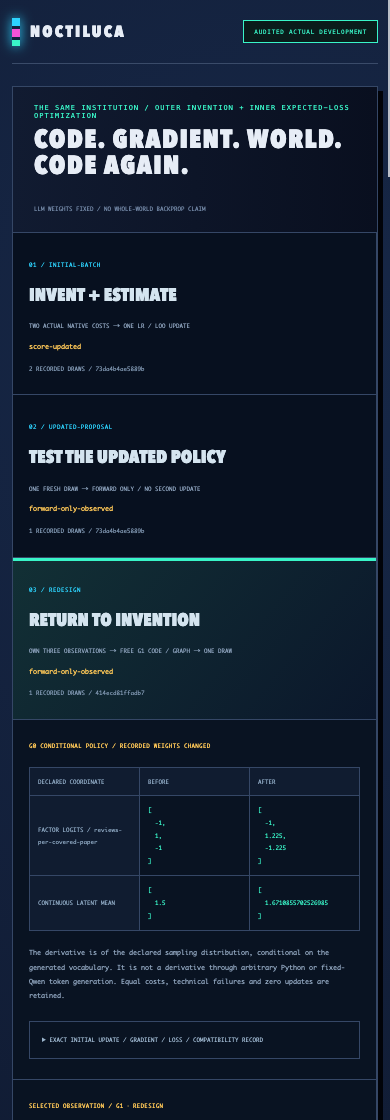 NOCTILUCA
AUDITED ACTUAL DEVELOPMENT
THE SAME INSTITUTION / OUTER INVENTION + INNER EXPECTED-LOSS
OPTIMIZATION
CODE. GRADIENT. WORLD.
CODE AGAIN.
LLM WEIGHTS FIXED / NO WHOLE-WORLD BACKPROP CLAIM
01 / INITIAL-BATCH
INVENT + ESTIMATE
TWO ACTUAL NATIVE COSTS → ONE LR / LOO UPDATE
score-updated
2 RECORDED DRAWS / 73da4b4ae5889b
02 / UPDATED-PROPOSAL
TEST THE UPDATED POLICY
ONE FRESH DRAW → FORWARD ONLY / NO SECOND UPDATE
forward-only-observed
1 RECORDED DRAWS / 73da4b4ae5889b
03 / REDESIGN
RETURN TO INVENTION
OWN THREE OBSERVATIONS → FREE G1 CODE / GRAPH → ONE DRAW
forward-only-observed
1 RECORDED DRAWS / 414ecd81ffadb7
G0 CONDITIONAL POLICY / RECORDED WEIGHTS CHANGED
DECLARED COORDINATE BEFORE AFTER
FACTOR LOGITS / reviews-
per-covered-paper
[
-1,
1,
-1
]
[
-1,
1.225,
-1.225
]
CONTINUOUS LATENT MEAN
[
1.5
]
[
1.6710855702526985
]
The derivative is of the declared sampling distribution, conditional on the
generated vocabulary. It is not a derivative through arbitrary Python or fixed-
Qwen token generation. Equal costs, technical failures and zero updates are
retained.
▶ EXACT INITIAL UPDATE / GRADIENT / LOSS / COMPATIBILITY RECORD
SELECTED OBSERVATION / G1 · REDESIGN